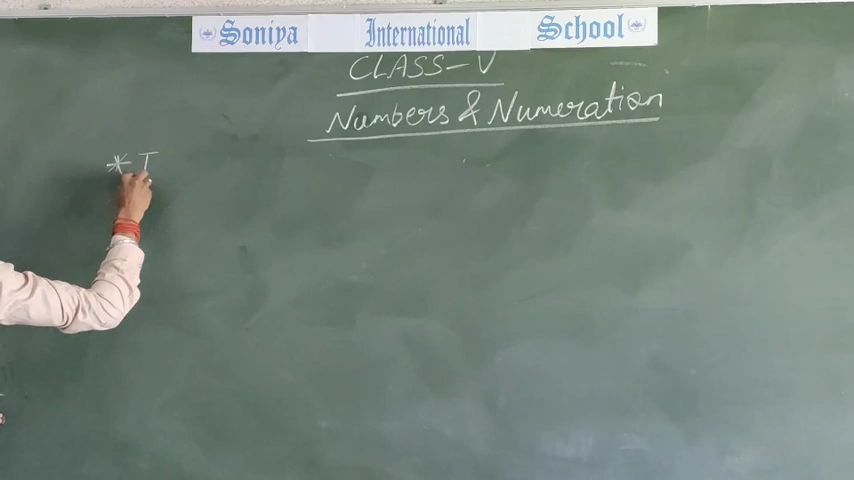 Soniya International School
CLASS-V
Numbers & Numeration
* T